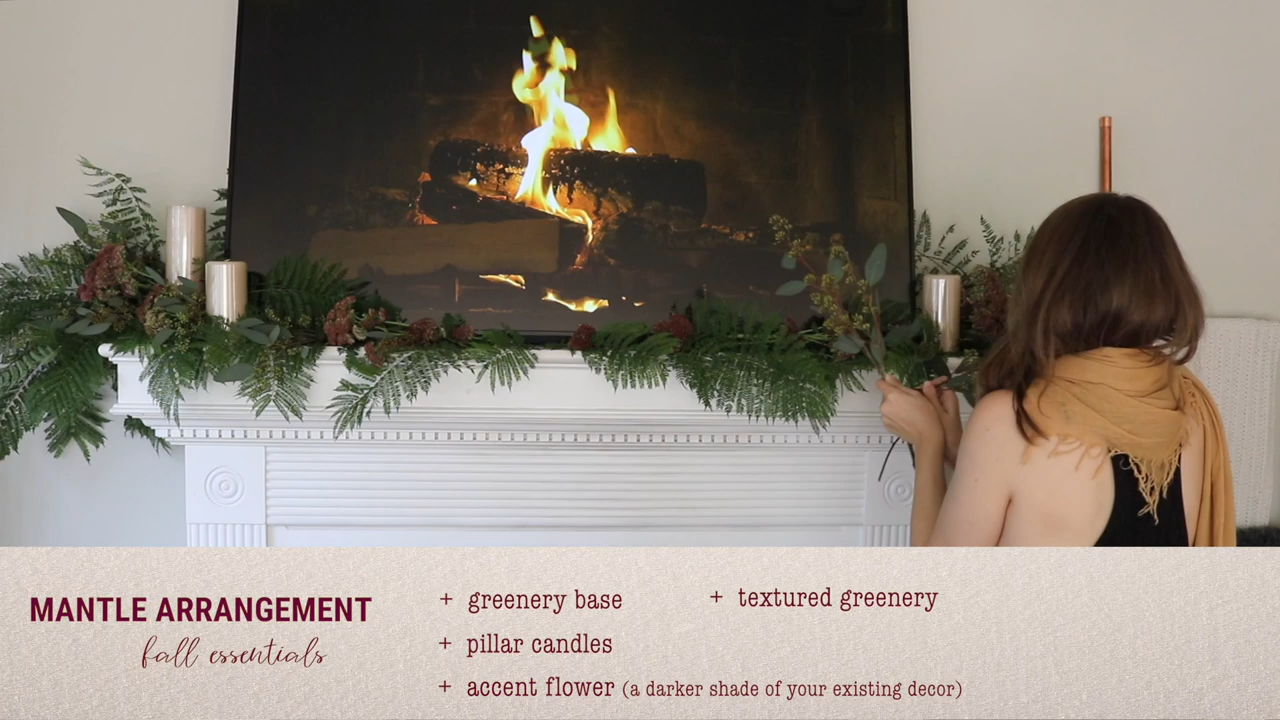 MANTLE ARRANGEMENT
fall essentials
+ greenery base
+ pillar candles
+ accent flower (a darker shade of your existing decor)
+ textured greenery